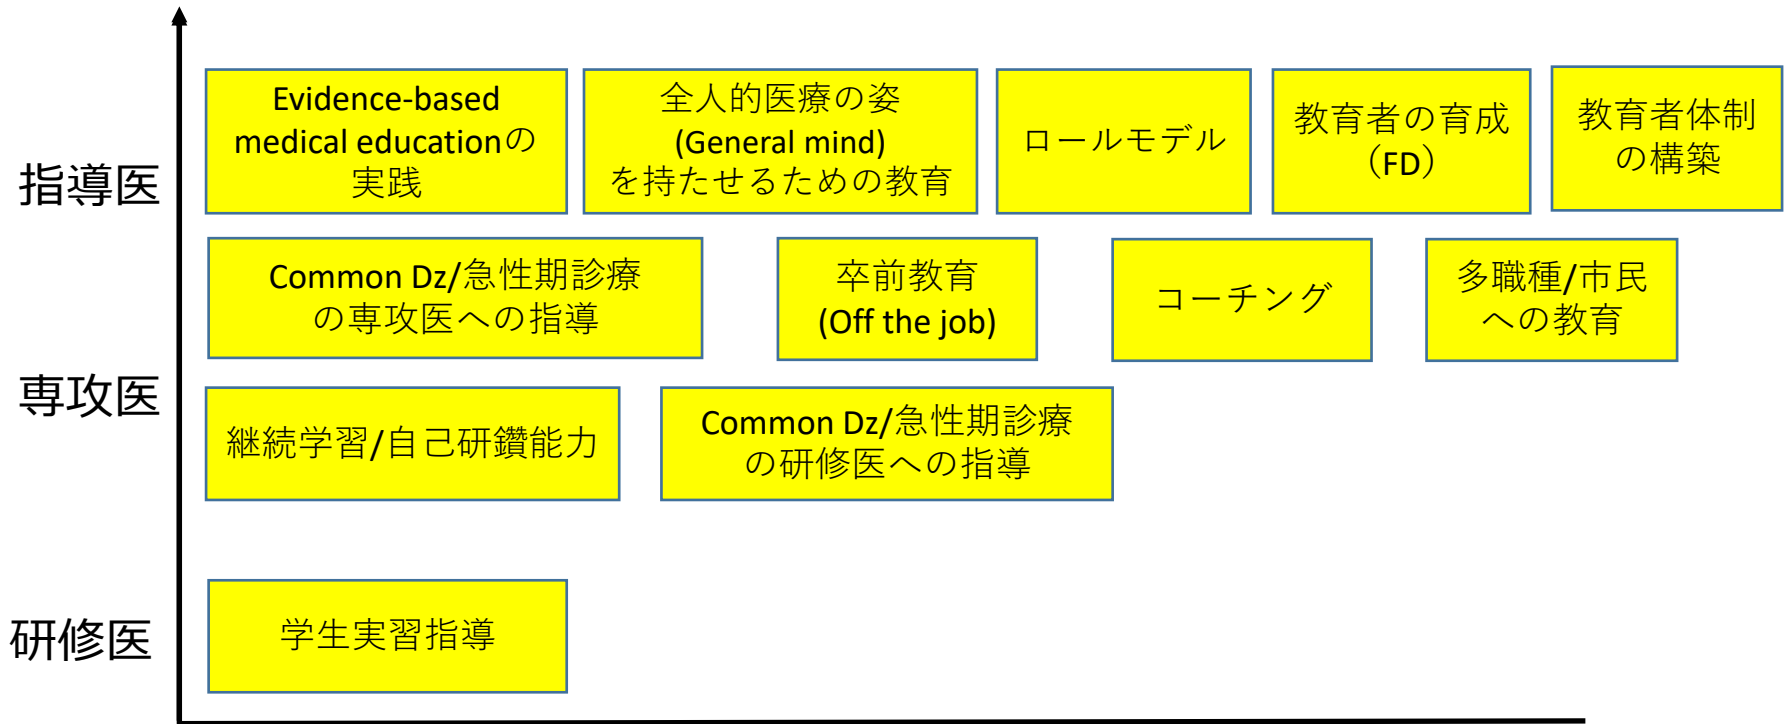 指導医
Evidence-based
medical educationの
実践
全人的医療の姿
(General mind)
を持たせるための教育
ロールモデル
教育者の育成
（FD）
教育者体制
の構築
Common Dz/急性期診療
の専攻医への指導
卒前教育
(Off the job)
コーチング
多職種/市民
への教育
専攻医
継続学習/自己研鑽能力
Common Dz/急性期診療
の研修医への指導
研修医
学生実習指導